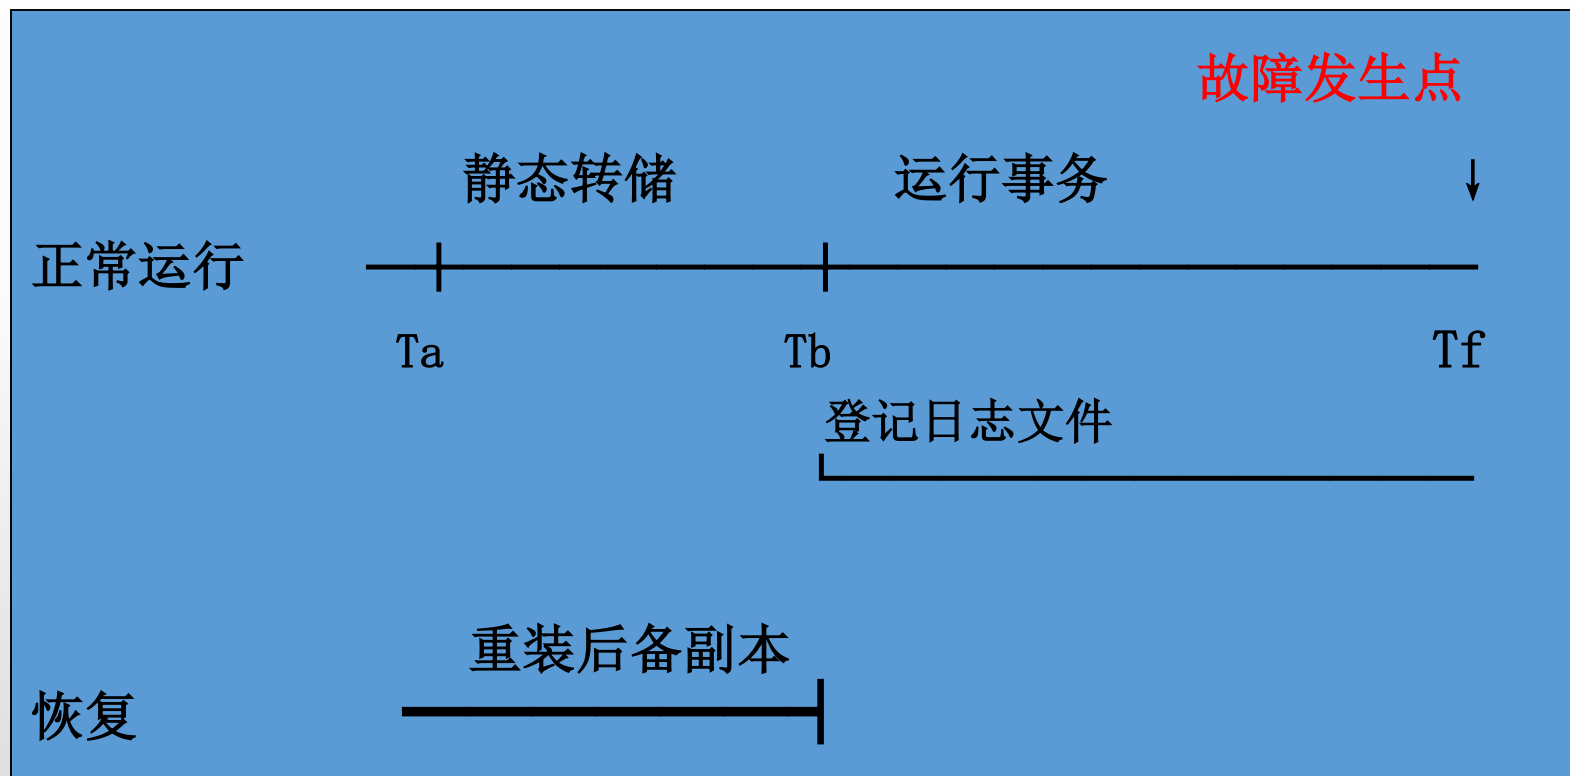 故障发生点
静态转储 运行事务 ↓
正常运行
Ta Tb Tf
登记日志文件
重装后备副本
恢复